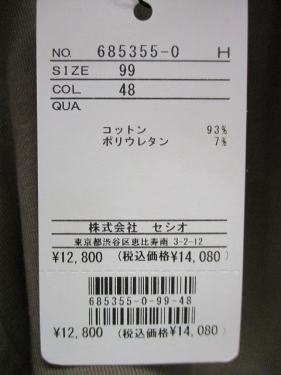 NO. 685355-0 H
SIZE 99
COL. 48
QUA.
コットン 93%
ポリウレタン 7%
株式会社 セシオ
東京都渋谷区恵比寿南 3-2-12
¥12,800 (税込価格¥14,080)
685355-0-99-48
¥12,800 (税込価格¥14,080)